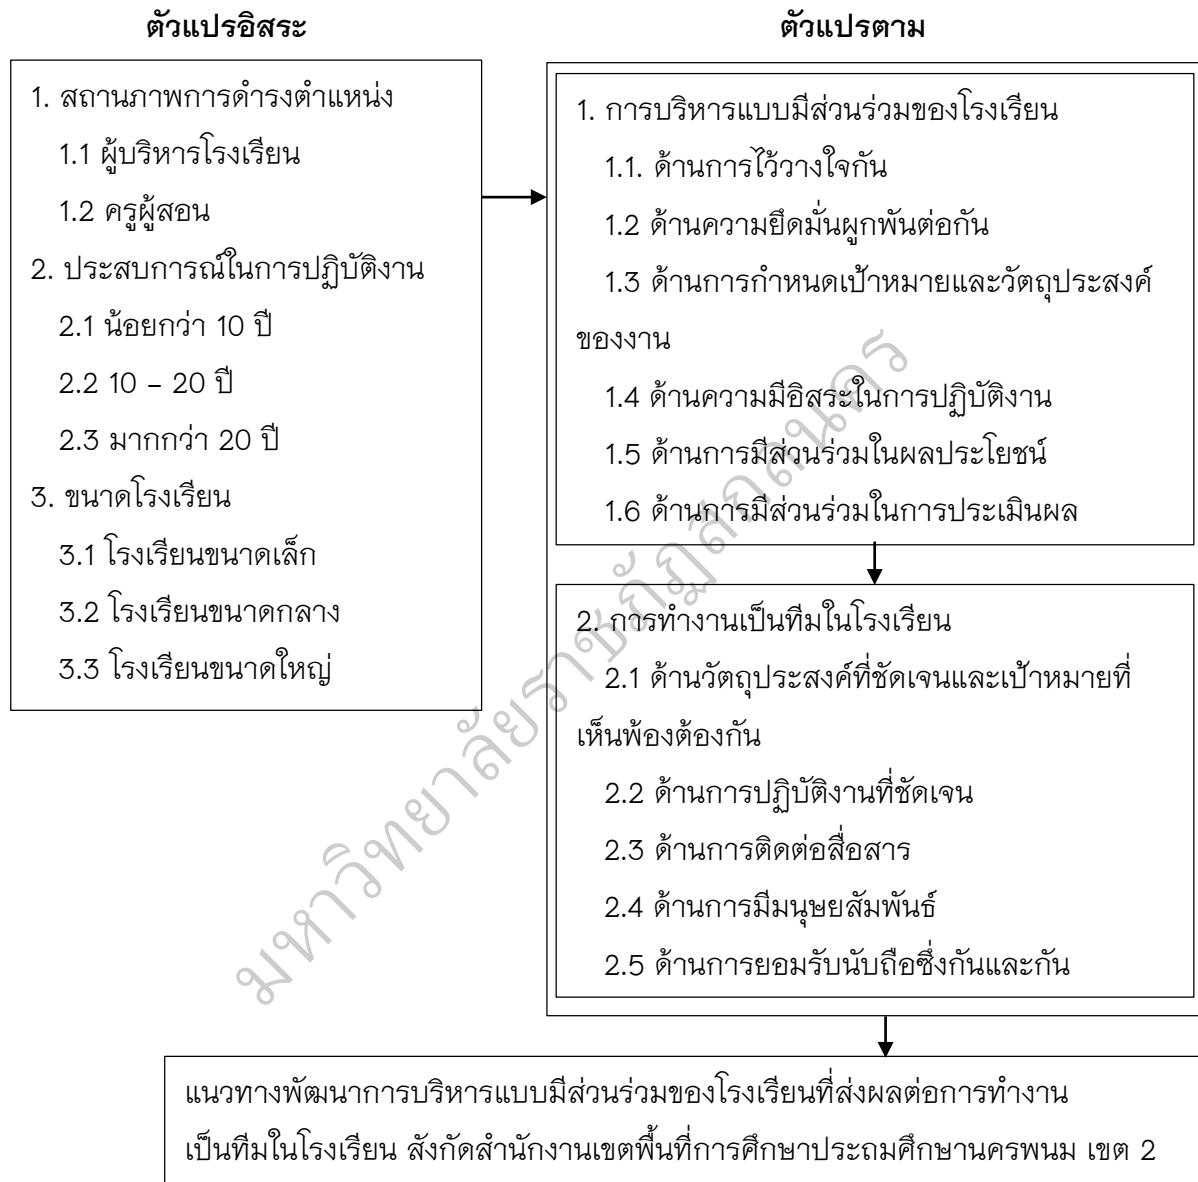 ตัวแปรอิสระ
1. สถานภาพการดำรงตำแหน่ง
1.1 ผู้บริหารโรงเรียน
1.2 ครูผู้สอน
2. ประสบการณ์ในการปฏิบัติงาน
2.1 น้อยกว่า 10 ปี
2.2 10 – 20 ปี
2.3 มากกว่า 20 ปี
3. ขนาดโรงเรียน
3.1 โรงเรียนขนาดเล็ก
3.2 โรงเรียนขนาดกลาง
3.3 โรงเรียนขนาดใหญ่
ตัวแปรตาม
1. การบริหารแบบมีส่วนร่วมของโรงเรียน
1.1. ด้านการไว้วางใจกัน
1.2 ด้านความยึดมั่นผูกพันต่อกัน
1.3 ด้านการกำหนดเป้าหมายและวัตถุประสงค์
ของงาน
1.4 ด้านความมีอิสระในการปฏิบัติงาน
1.5 ด้านการมีส่วนร่วมในผลประโยชน์
1.6 ด้านการมีส่วนร่วมในการประเมินผล
2. การทำงานเป็นทีมในโรงเรียน
2.1 ด้านวัตถุประสงค์ที่ชัดเจนและเป้าหมายที่
เห็นพ้องต้องกัน
2.2 ด้านการปฏิบัติงานที่ชัดเจน
2.3 ด้านการติดต่อสื่อสาร
2.4 ด้านการมีมนุษยสัมพันธ์
2.5 ด้านการยอมรับนับถือซึ่งกันและกัน
แนวทางพัฒนาการบริหารแบบมีส่วนร่วมของโรงเรียนที่ส่งผลต่อการทำงาน
เป็นทีมในโรงเรียน สังกัดสำนักงานเขตพื้นที่การศึกษาประถมศึกษานครพนม เขต 2
มหาวิทยาลัยราชภัฏสกลนคร